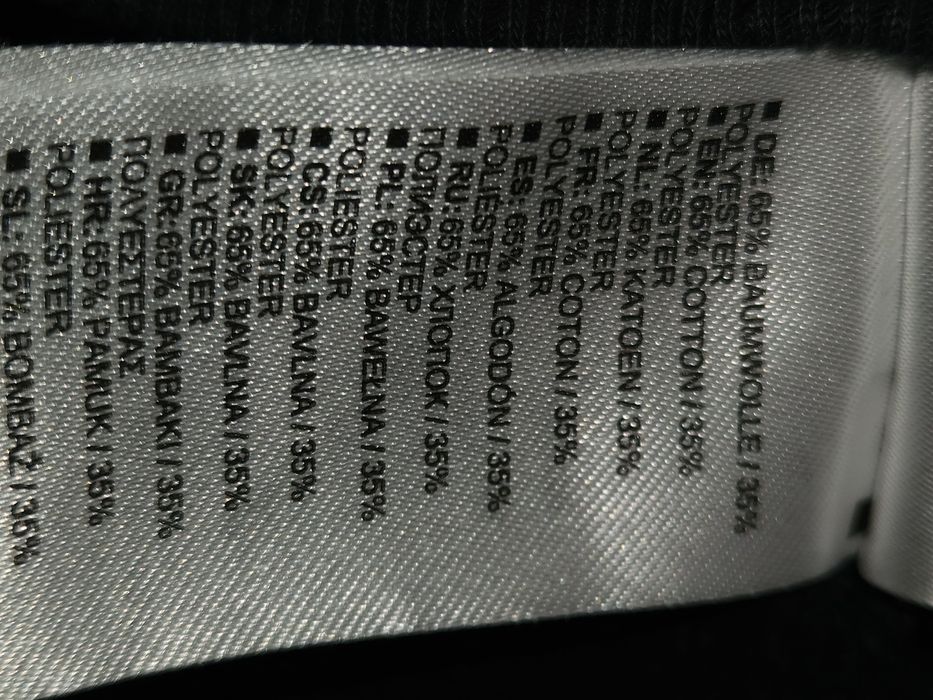 ■ DE: 65% BAUMWOLLE / 35%
POLYESTER
■ EN: 65% COTTON / 35%
POLYESTER
■ NL: 65% KATOEN / 35%
POLYESTER
■ FR: 65% COTON / 35%
POLYESTER
■ ES: 65% ALGODÓN / 35%
POLIÉSTER
■ RU: 65% ХЛОПОК / 35%
ПОЛИЭСТЕР
■ PL: 65% BAWEŁNA / 35%
POLIESTER
■ CS: 65% BAVLNA / 35%
POLYESTER
■ SK: 65% BAVLNA / 35%
POLYESTER
■ GR: 65% ΒΑΜΒΑΚΙ / 35%
ΠΟΛΥΕΣΤΕΡΑΣ
■ HR: 65% PAMUK / 35%
POLIESTER
■ SL: 65% BOMBAŽ / 35%